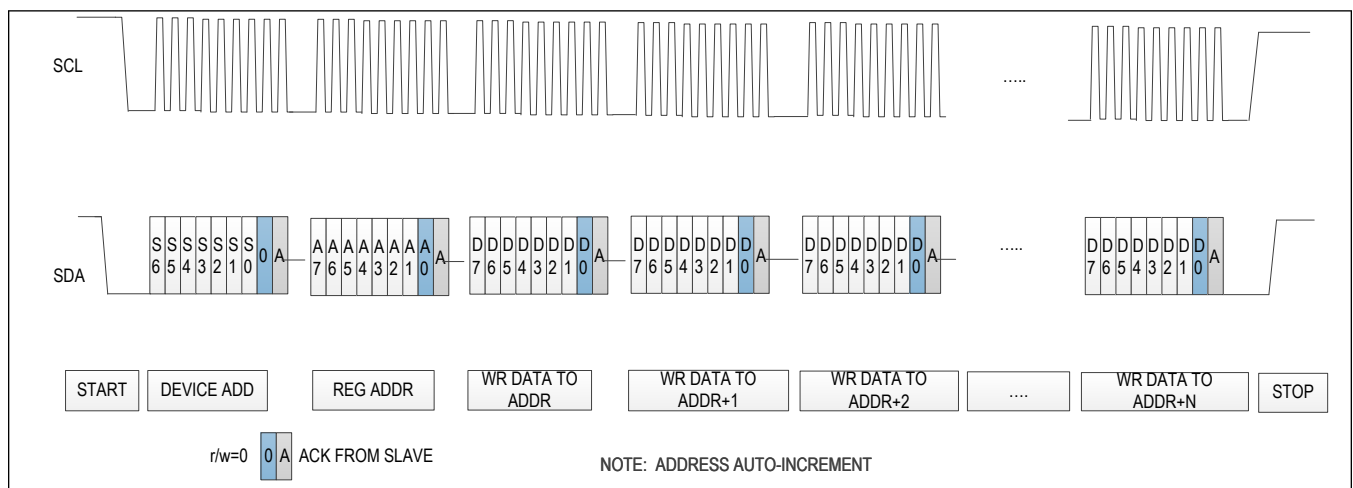 SCL
.....
SDA
S6 S5 S4 S3 S2 S1 S0 0 A
A7 A6 A5 A4 A3 A2 A1 A0 A
D7 D6 D5 D4 D3 D2 D1 D0 A
D7 D6 D5 D4 D3 D2 D1 D0 A
D7 D6 D5 D4 D3 D2 D1 D0 A
.....
D7 D6 D5 D4 D3 D2 D1 D0 A
START
DEVICE ADD
REG ADDR
WR DATA TO
ADDR
WR DATA TO
ADDR+1
WR DATA TO
ADDR+2
....
WR DATA TO
ADDR+N
STOP
r/w=0 0 A ACK FROM SLAVE
NOTE: ADDRESS AUTO-INCREMENT